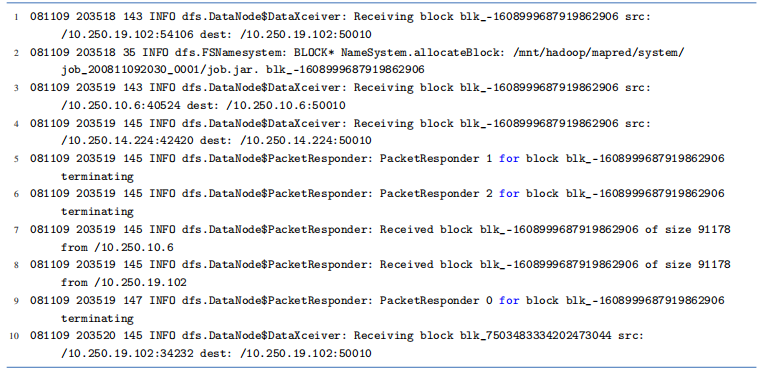 1 081109 203518 143 INFO dfs.DataNode$DataXceiver: Receiving block blk_-1608999687919862906 src:
/10.250.19.102:54106 dest: /10.250.19.102:50010
2 081109 203518 35 INFO dfs.FSNamesystem: BLOCK* NameSystem.allocateBlock: /mnt/hadoop/mapred/system/
job_200811092030_0001/job.jar. blk_-1608999687919862906
3 081109 203519 143 INFO dfs.DataNode$DataXceiver: Receiving block blk_-1608999687919862906 src:
/10.250.10.6:40524 dest: /10.250.10.6:50010
4 081109 203519 145 INFO dfs.DataNode$DataXceiver: Receiving block blk_-1608999687919862906 src:
/10.250.14.224:42420 dest: /10.250.14.224:50010
5 081109 203519 145 INFO dfs.DataNode$PacketResponder: PacketResponder 1 for block blk_-1608999687919862906
terminating
6 081109 203519 145 INFO dfs.DataNode$PacketResponder: PacketResponder 2 for block blk_-1608999687919862906
terminating
7 081109 203519 145 INFO dfs.DataNode$PacketResponder: Received block blk_-1608999687919862906 of size 91178
from /10.250.10.6
8 081109 203519 145 INFO dfs.DataNode$PacketResponder: Received block blk_-1608999687919862906 of size 91178
from /10.250.19.102
9 081109 203519 147 INFO dfs.DataNode$PacketResponder: PacketResponder 0 for block blk_-1608999687919862906
terminating
10 081109 203520 145 INFO dfs.DataNode$DataXceiver: Receiving block blk_7503483334202473044 src:
/10.250.19.102:34232 dest: /10.250.19.102:50010